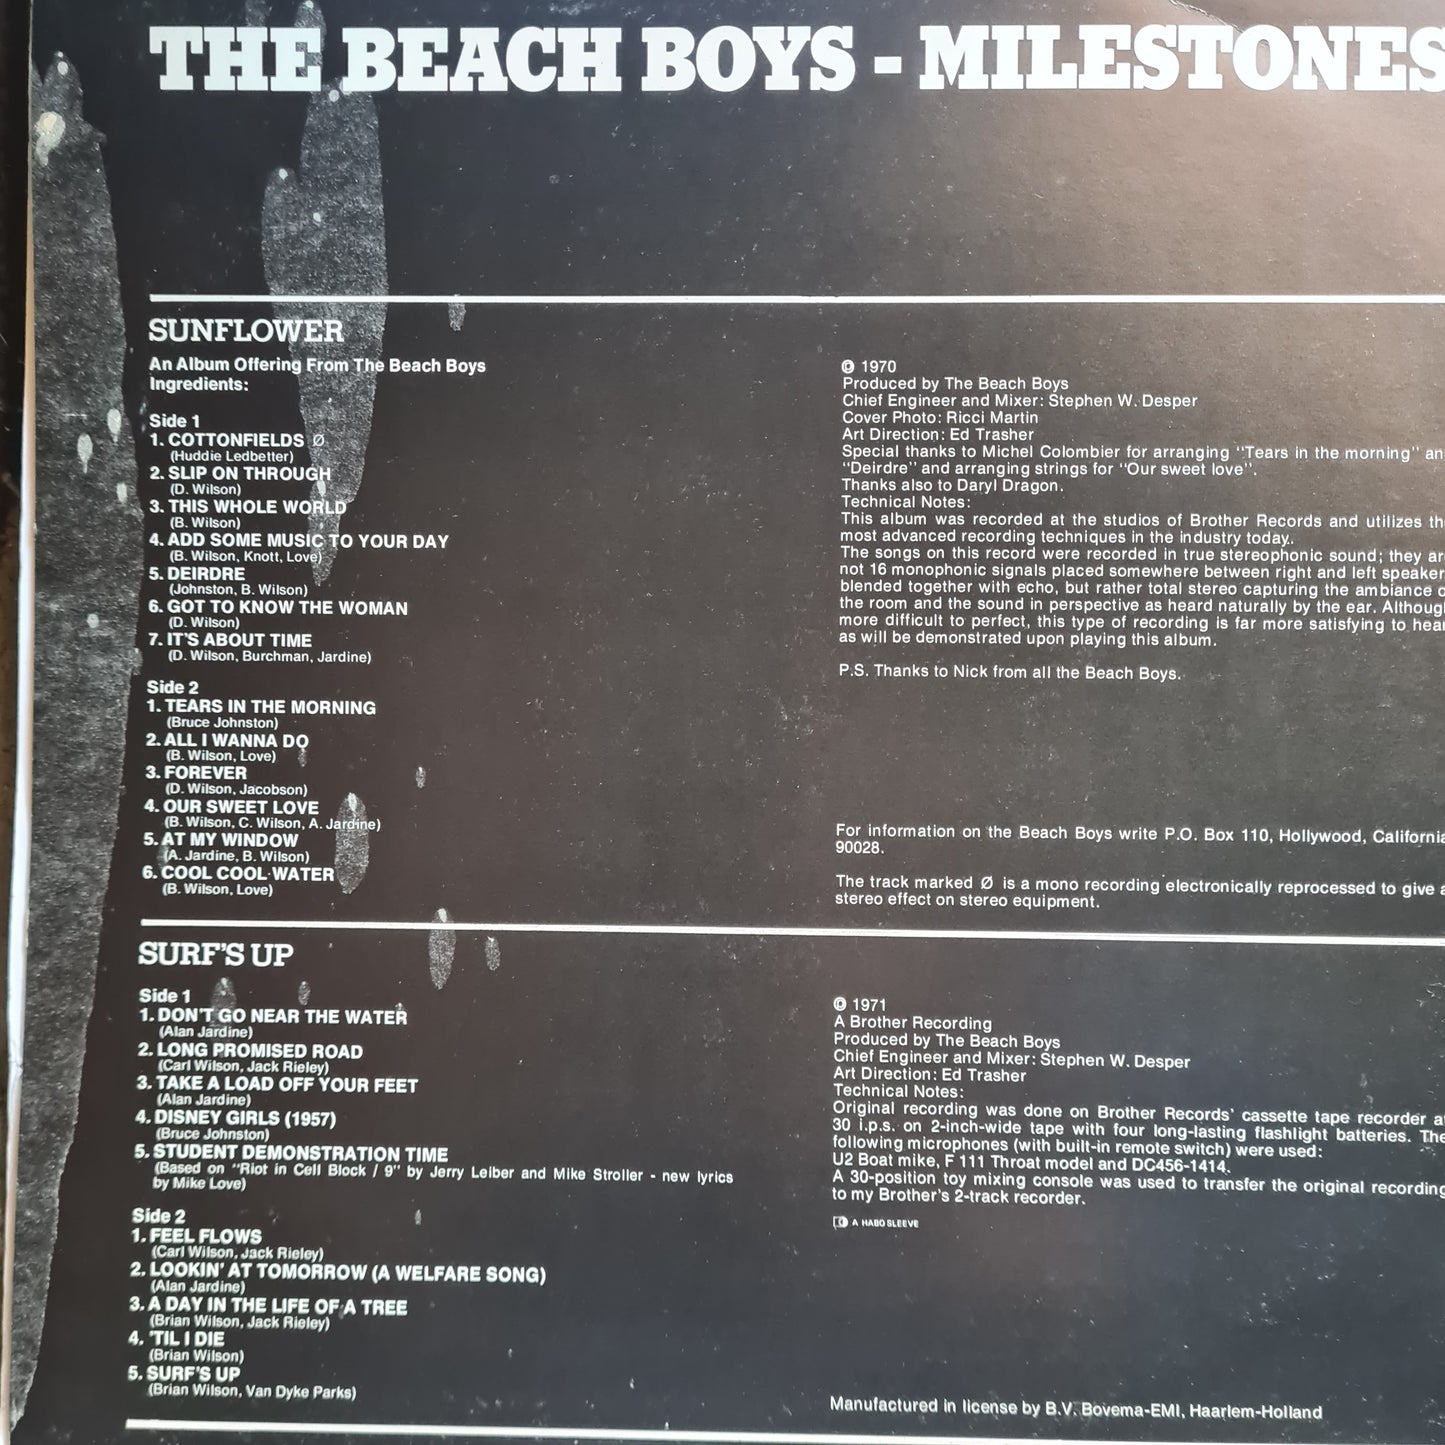 THE BEACH BOYS - MILESTONES
SUNFLOWER
An Album Offering From The Beach Boys
Ingredients:
Side 1
1. COTTONFIELDS Ø
(Huddie Ledbetter)
2. SLIP ON THROUGH
(D. Wilson)
3. THIS WHOLE WORLD
(B. Wilson)
4. ADD SOME MUSIC TO YOUR DAY
(B. Wilson, Knott, Love)
5. DEIRDRE
(Johnston, B. Wilson)
6. GOT TO KNOW THE WOMAN
(D. Wilson)
7. IT'S ABOUT TIME
(D. Wilson, Burchman, Jardine)
Side 2
1. TEARS IN THE MORNING
(Bruce Johnston)
2. ALL I WANNA DO
(B. Wilson, Love)
3. FOREVER
(D. Wilson, Jacobson)
4. OUR SWEET LOVE
(B. Wilson, C. Wilson, A. Jardine)
5. AT MY WINDOW
(A. Jardine, B. Wilson)
6. COOL COOL WATER
(B. Wilson, Love)
℗ 1970
Produced by The Beach Boys
Chief Engineer and Mixer: Stephen W. Desper
Cover Photo: Ricci Martin
Art Direction: Ed Trasher
Special thanks to Michel Colombier for arranging "Tears in the morning" an
"Deirdre" and arranging strings for "Our sweet love".
Thanks also to Daryl Dragon.
Technical Notes:
This album was recorded at the studios of Brother Records and utilizes th
most advanced recording techniques in the industry today..
The songs on this record were recorded in true stereophonic sound; they ar
not 16 monophonic signals placed somewhere between right and left speaker
blended together with echo, but rather total stereo capturing the ambiance o
the room and the sound in perspective as heard naturally by the ear. Althoug
more difficult to perfect, this type of recording is far more satisfying to hear
as will be demonstrated upon playing this album.
P.S. Thanks to Nick from all the Beach Boys.
For information on the Beach Boys write P.O. Box 110, Hollywood, California
90028.
The track marked Ø is a mono recording electronically reprocessed to give a
stereo effect on stereo equipment.
SURF'S UP
Side 1
1. DON'T GO NEAR THE WATER
(Alan Jardine)
2. LONG PROMISED ROAD
(Carl Wilson, Jack Rieley)
3. TAKE A LOAD OFF YOUR FEET
(Alan Jardine)
4. DISNEY GIRLS (1957)
(Bruce Johnston)
5. STUDENT DEMONSTRATION TIME
(Based on "Riot in Cell Block / 9" by Jerry Leiber and Mike Stroller - new lyrics
by Mike Love)
Side 2
1. FEEL FLOWS
(Carl Wilson, Jack Rieley)
2. LOOKIN' AT TOMORROW (A WELFARE SONG)
(Alan Jardine)
3. A DAY IN THE LIFE OF A TREE
(Brian Wilson, Jack Rieley)
4. 'TIL I DIE
(Brian Wilson)
5. SURF'S UP
(Brian Wilson, Van Dyke Parks)
℗ 1971
A Brother Recording
Produced by The Beach Boys
Chief Engineer and Mixer: Stephen W. Desper
Art Direction: Ed Trasher
Technical Notes:
Original recording was done on Brother Records' cassette tape recorder at
30 i.p.s. on 2-inch-wide tape with four long-lasting flashlight batteries. The
following microphones (with built-in remote switch) were used:
U2 Boat mike, F 111 Throat model and DC456-1414.
A 30-position toy mixing console was used to transfer the original recording
to my Brother's 2-track recorder.
A HABO SLEEVE
Manufactured in license by B.V. Bovema-EMI, Haarlem-Holland